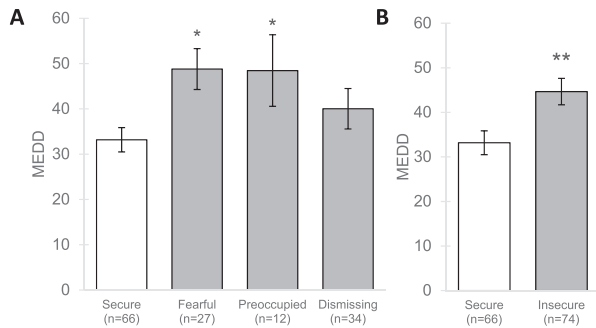 A
60
50
40
30
20
10
0
MEDD
*
*
Secure
(n=66)
Fearful
(n=27)
Preoccupied
(n=12)
Dismissing
(n=34)
B
60
50
40
30
20
10
0
MEDD
**
Secure
(n=66)
Insecure
(n=74)